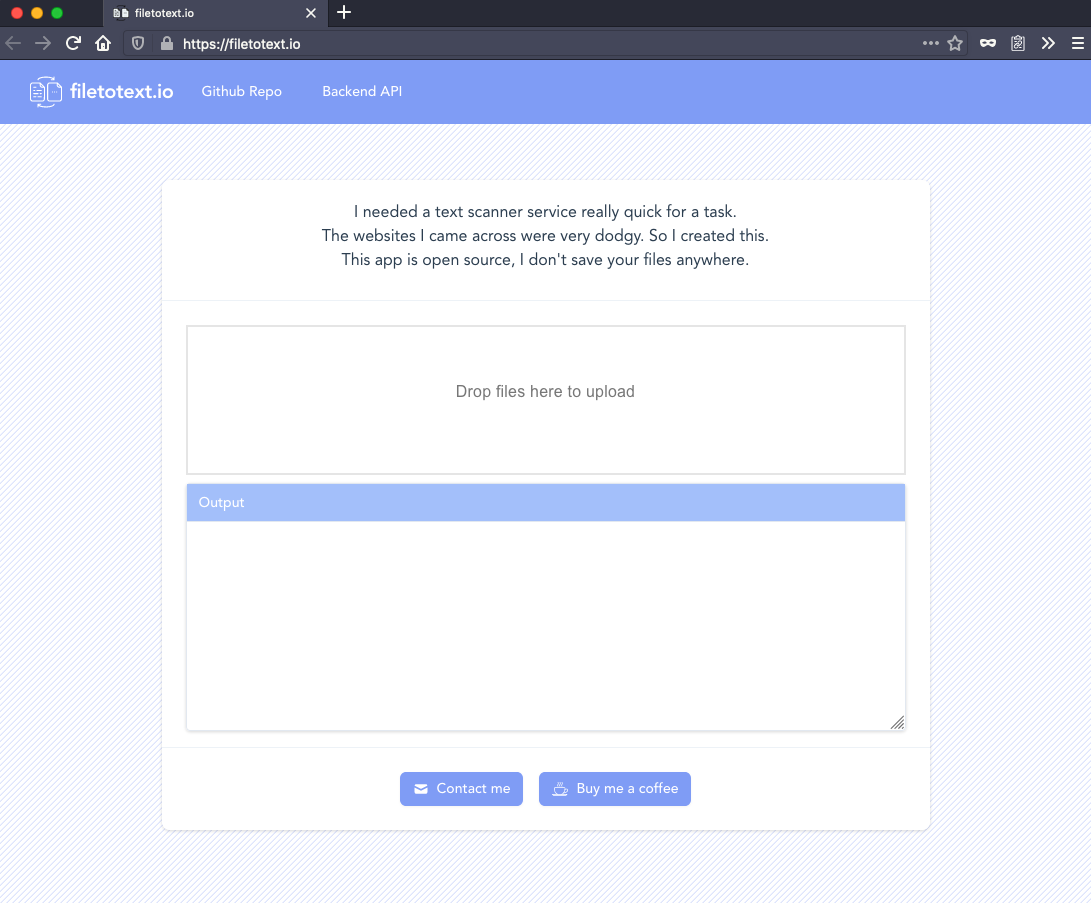 filetotext.io
https://filetotext.io
filetotext.io
Github Repo
Backend API
I needed a text scanner service really quick for a task.
The websites I came across were very dodgy. So I created this.
This app is open source, I don't save your files anywhere.
Drop files here to upload
Output
Contact me
Buy me a coffee